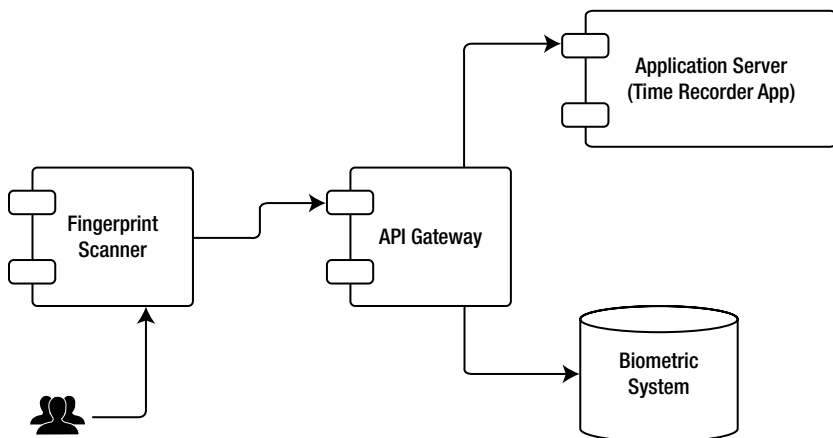 Application Server
(Time Recorder App)
Fingerprint
Scanner
API Gateway
Biometric
System